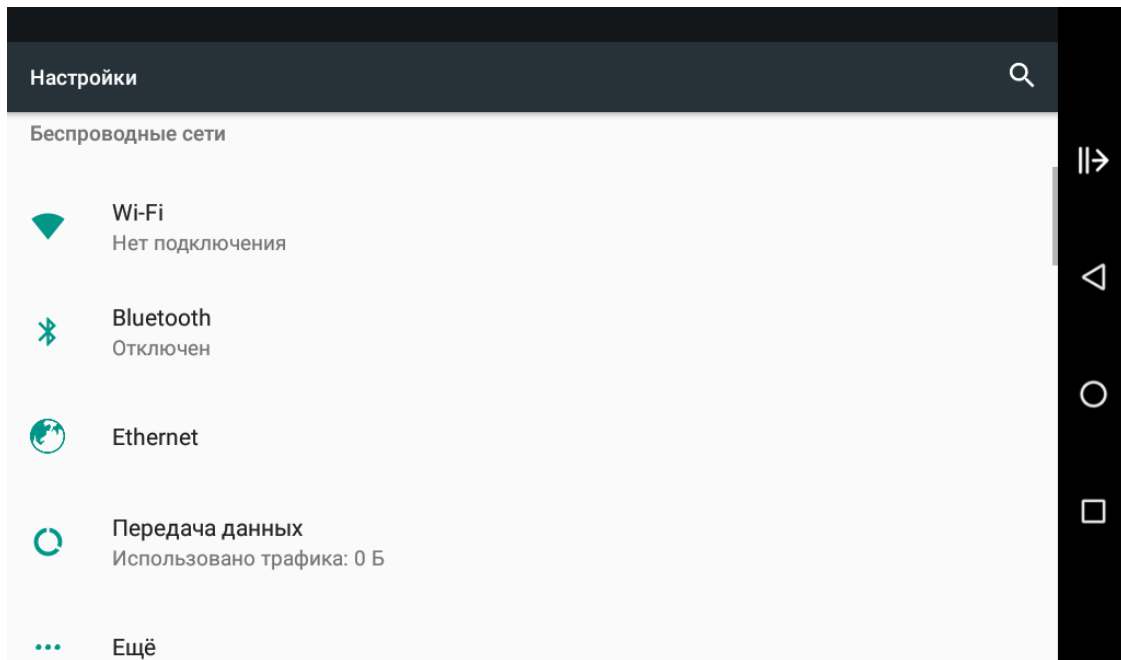 Настройки
Беспроводные сети
Wi-Fi
Нет подключения
Bluetooth
Отключен
Ethernet
Передача данных
Использовано трафика: 0 Б
Ещё